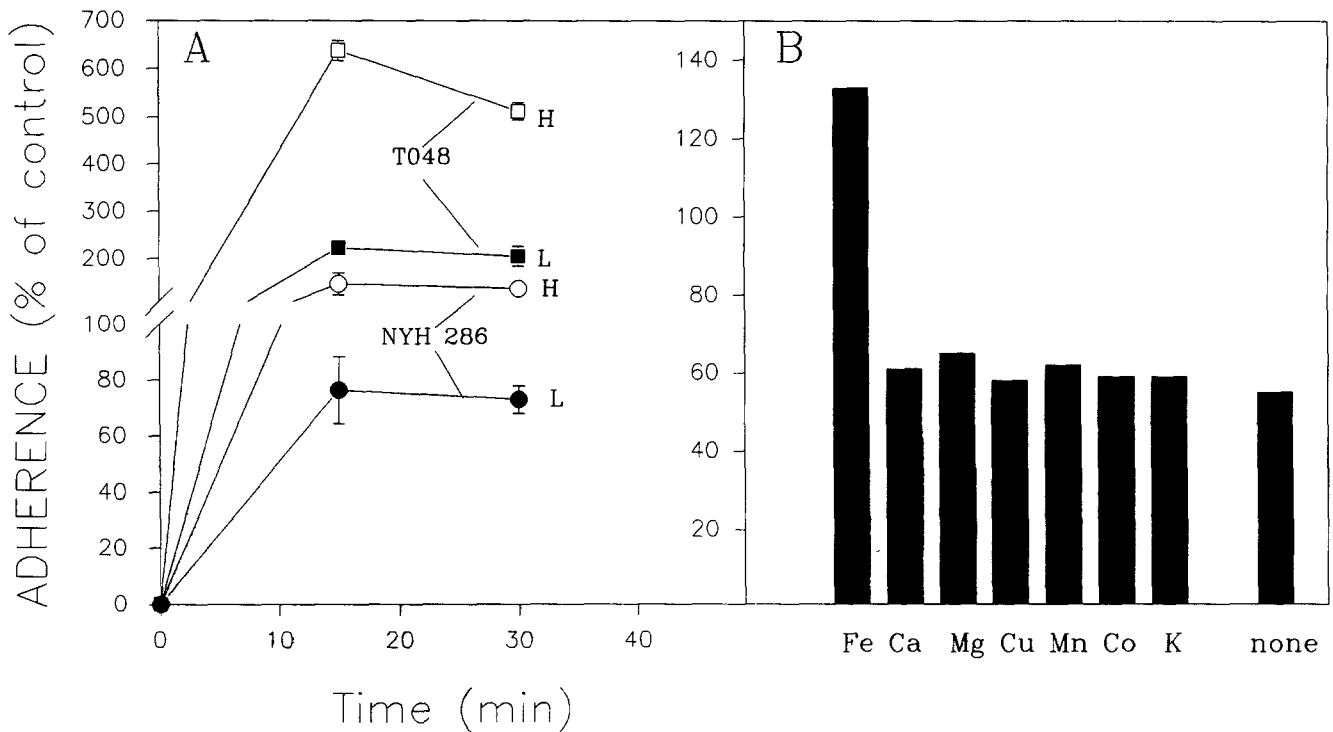 ADHERENCE (% of control)
700
600
500
400
300
200
100
80
60
40
20
0
A
H
T048
L
H
NYH 286
L
0 10 20 30 40
Time (min)
B
140
120
100
80
60
40
20
Fe Ca Mg Cu Mn Co K none